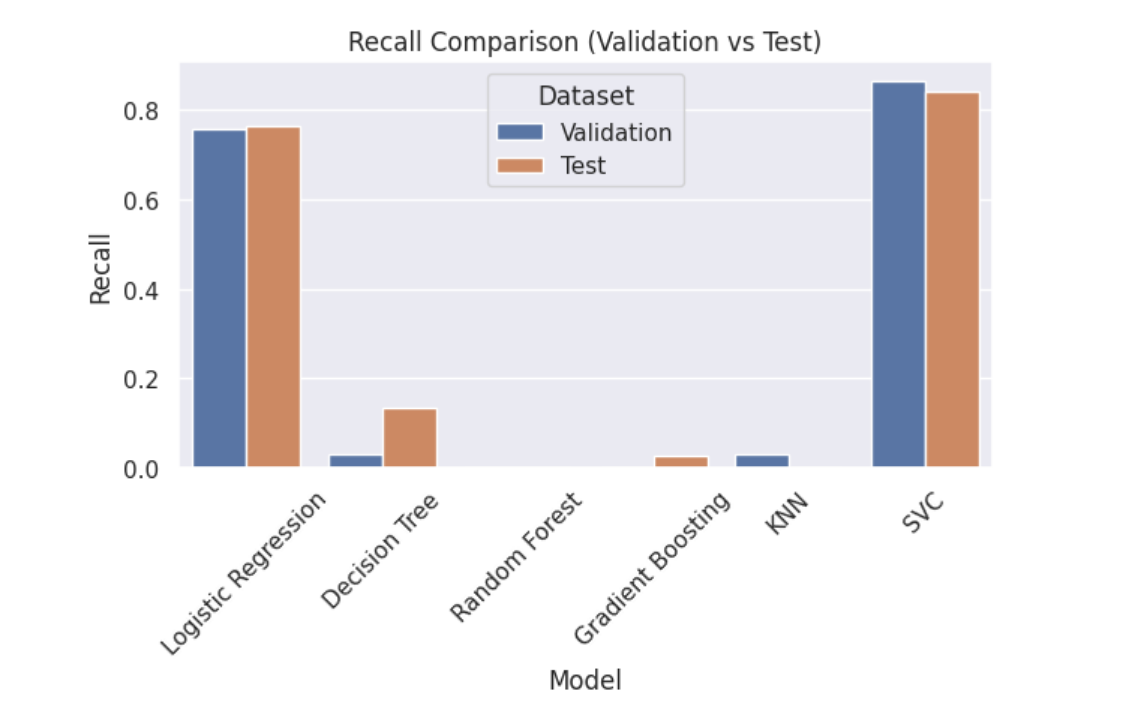 Recall Comparison (Validation vs Test)
Dataset
Validation
Test
Recall
0.8
0.6
0.4
0.2
0.0
Logistic Regression
Decision Tree
Random Forest
Gradient Boosting
KNN
SVC
Model